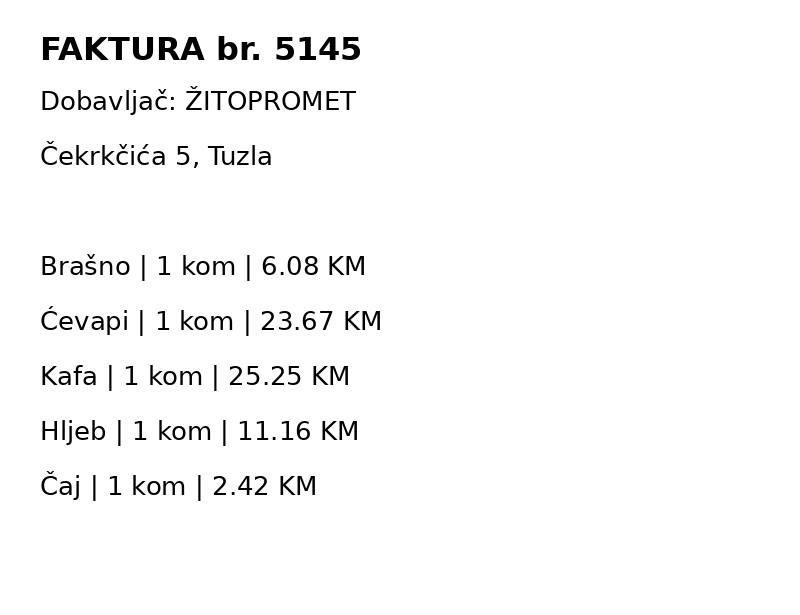 FAKTURA br. 5145
Dobavljač: ŽITOPROMET
Čekrkčića 5, Tuzla
Brašno | 1 kom | 6.08 KM
Ćevapi | 1 kom | 23.67 KM
Kafa | 1 kom | 25.25 KM
Hljeb | 1 kom | 11.16 KM
Čaj | 1 kom | 2.42 KM